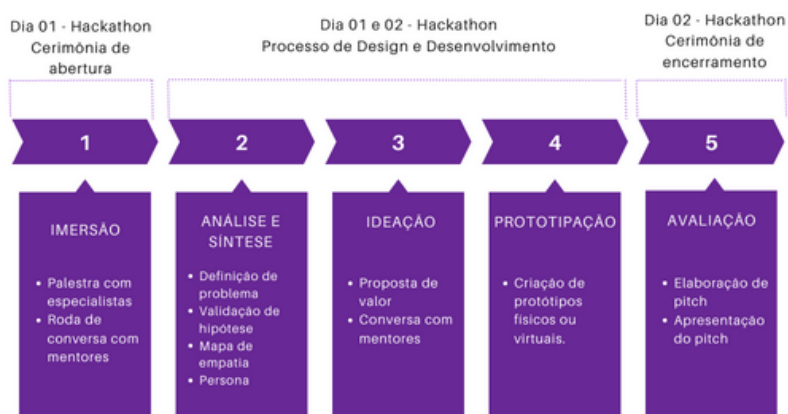 Dia 01 - Hackathon
Cerimônia de
abertura
Dia 01 e 02 - Hackathon
Processo de Design e Desenvolvimento
Dia 02 - Hackathon
Cerimônia de
encerramento
1
2
3
4
5
IMERSÃO
• Palestra com
especialistas
• Roda de
conversa com
mentores
ANÁLISE E
SÍNTESE
• Definição de
problema
• Validação de
hipótese
• Mapa de
empatia
• Persona
IDEAÇÃO
• Proposta de
valor
• Conversa com
mentores
PROTOTIPAÇÃO
• Criação de
protótipos
físicos ou
virtuais.
AVALIAÇÃO
• Elaboração de
pitch
• Apresentação
do pitch